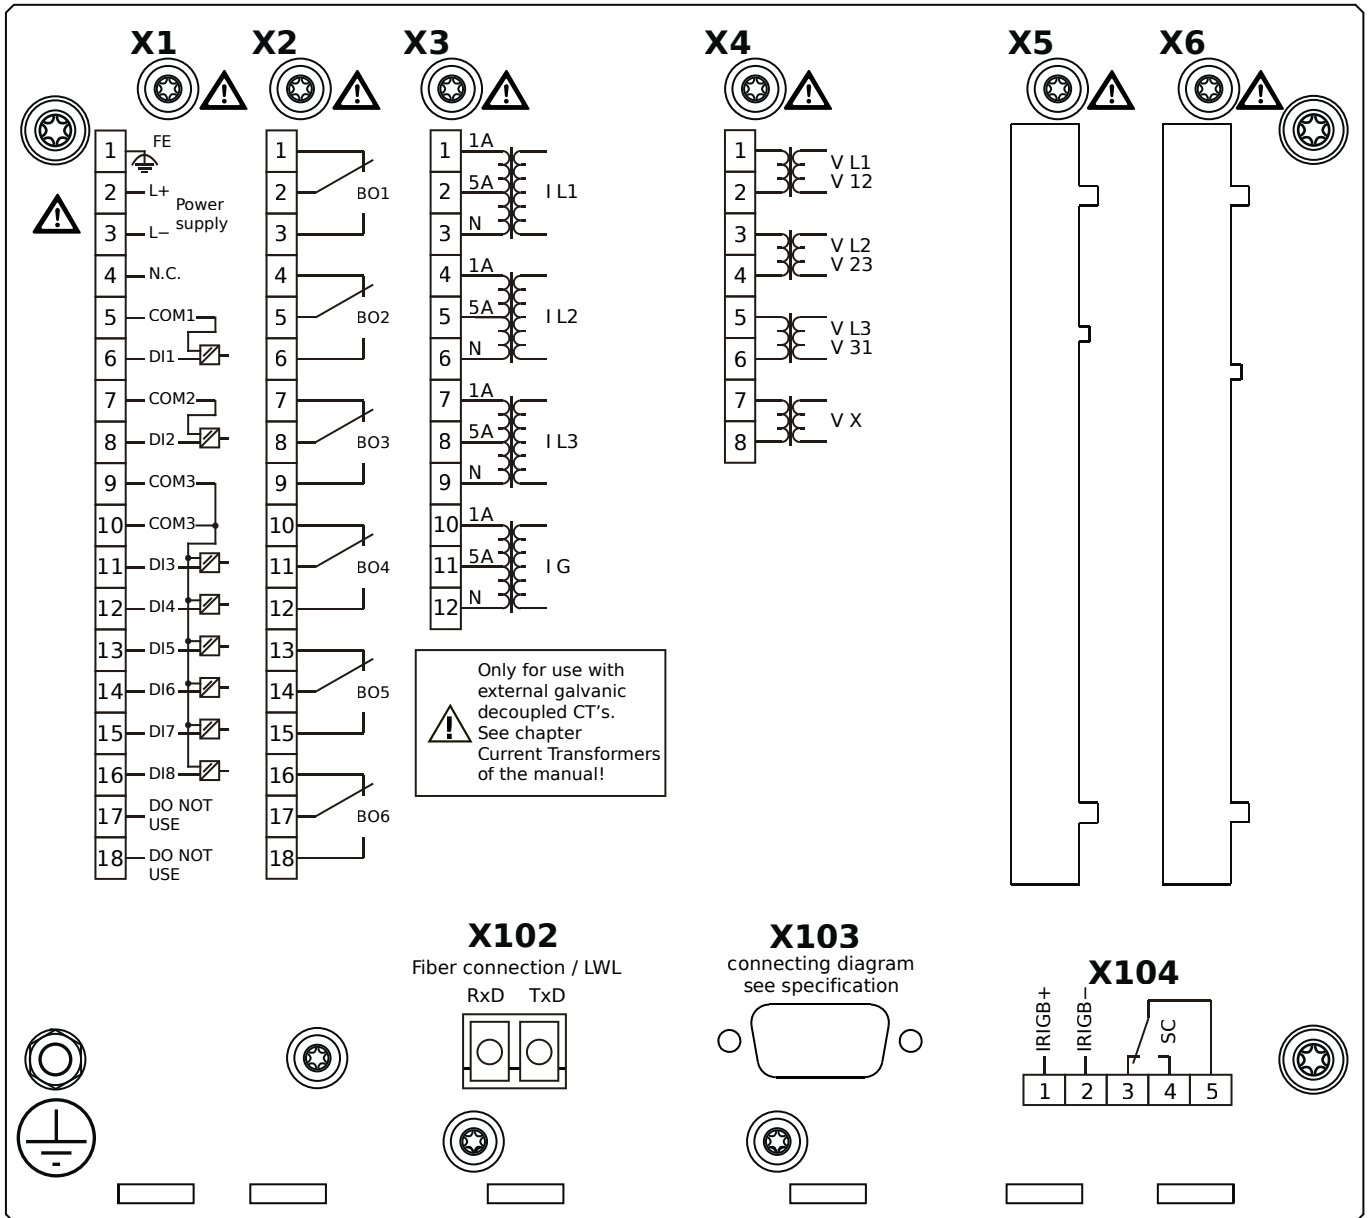 X1
X2
X3
X4
X5
X6
1 FE
2 L+
Power
supply
3 L−
4 N.C.
5 COM1
6 DI1
7 COM2
8 DI2
9 COM3
10 COM3
11 DI3
12 DI4
13 DI5
14 DI6
15 DI7
16 DI8
17 DO NOT
USE
18 DO NOT
USE
1
2 BO1
3
4
5 BO2
6
7
8 BO3
9
10
11 BO4
12
13
14 BO5
15
16
17 BO6
18
1 1A
2 5A I L1
3 N
4 1A
5 5A I L2
6 N
7 1A
8 5A I L3
9 N
10 1A
11 5A I G
12 N
Only for use with
external galvanic
decoupled CT's.
See chapter
Current Transformers
of the manual!
1 V L1
2 V 12
3 V L2
4 V 23
5 V L3
6 V 31
7 V X
8
X102
Fiber connection / LWL
RxD TxD
X103
connecting diagram
see specification
X104
IRIGB+
IRIGB−
SC
1 2 3 4 5